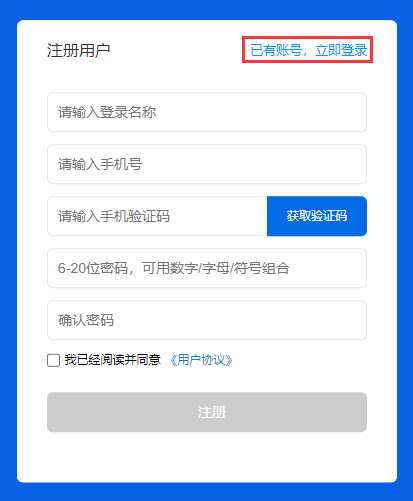 注册用户
已有账号，立即登录
请输入登录名称
请输入手机号
请输入手机验证码
获取验证码
6-20位密码，可用数字/字母/符号组合
确认密码
我已经阅读并同意 《用户协议》
注册